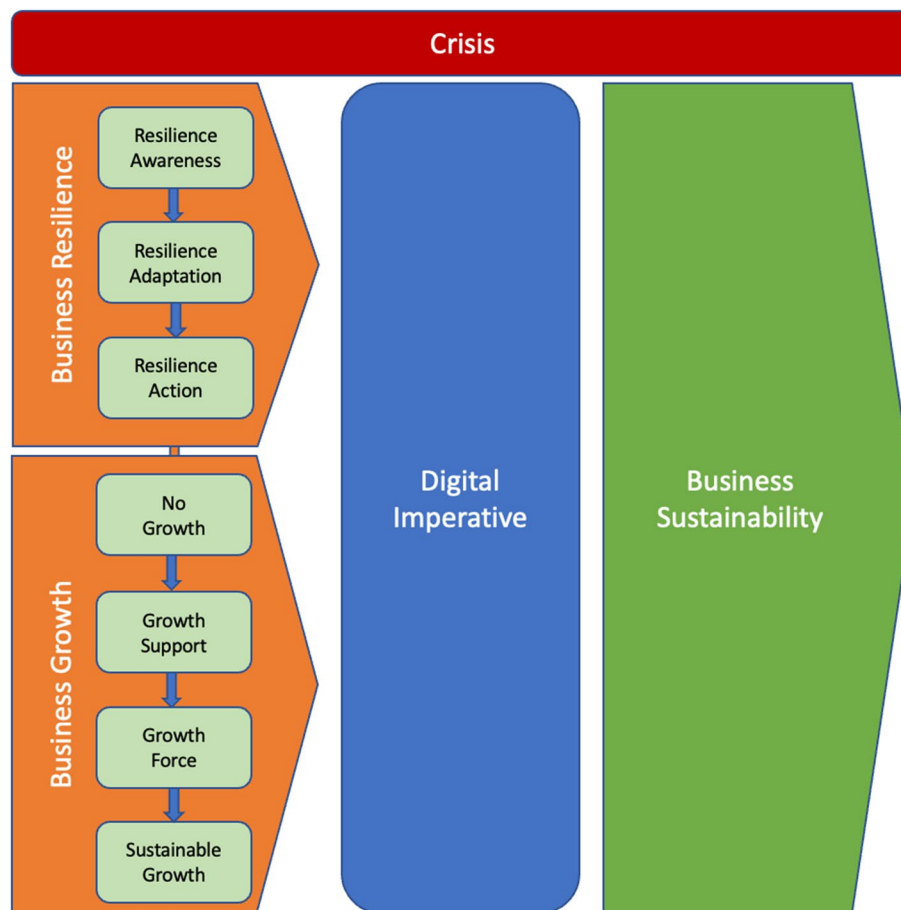 Crisis
Business Resilience
Resilience
Awareness
Resilience
Adaptation
Resilience
Action
Business Growth
No
Growth
Growth
Support
Growth
Force
Sustainable
Growth
Digital
Imperative
Business
Sustainability